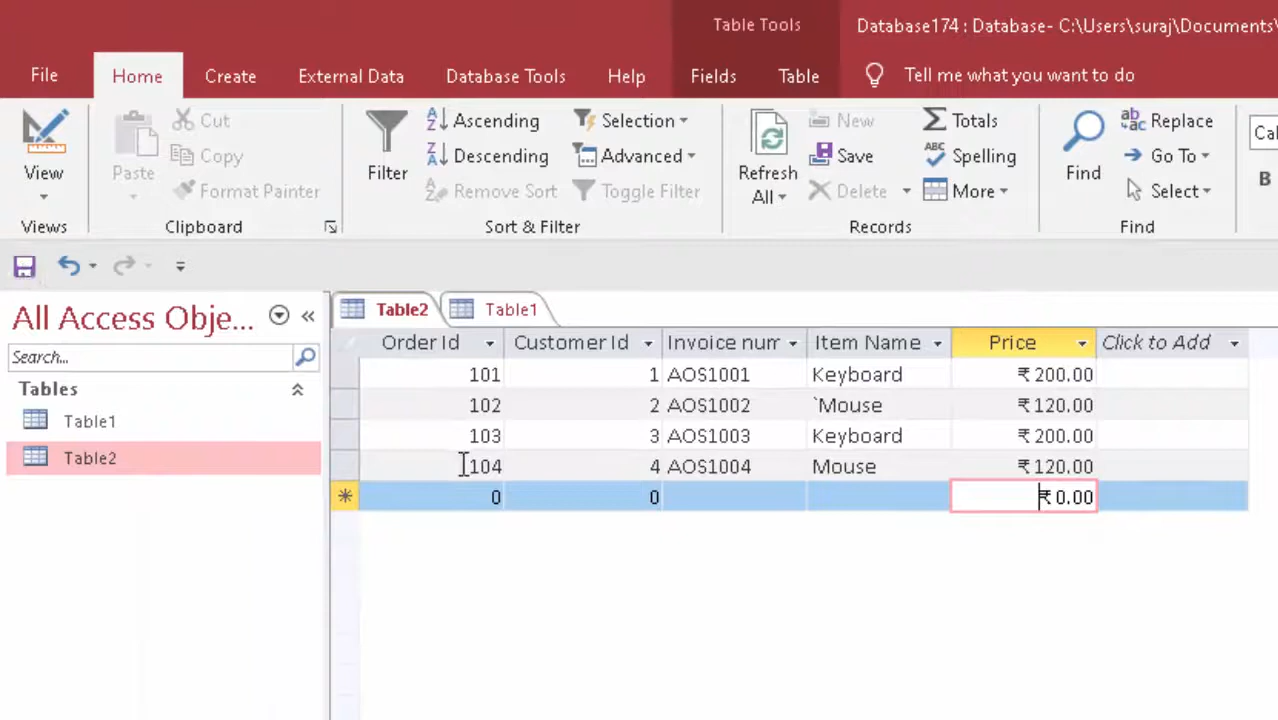 Table Tools
Database174 : Database- C:\Users\suraj\Documents\
File Home Create External Data Database Tools Help Fields Table Tell me what you want to do
View
Views
Paste
Cut
Copy
Format Painter
Clipboard
Filter
Ascending
Descending
Remove Sort
Selection
Advanced
Toggle Filter
Sort & Filter
Refresh
All
New
Save
Delete
Totals
Spelling
More
Records
Find
Replace
Go To
Select
Find
Cal
B
All Access Obje...
Search...
Tables
Table1
Table2
Table2 Table1
Order Id Customer Id Invoice num Item Name Price Click to Add
101 1 AOS1001 Keyboard ₹ 200.00
102 2 AOS1002 `Mouse ₹ 120.00
103 3 AOS1003 Keyboard ₹ 200.00
104 4 AOS1004 Mouse ₹ 120.00
0 0 ₹ 0.00